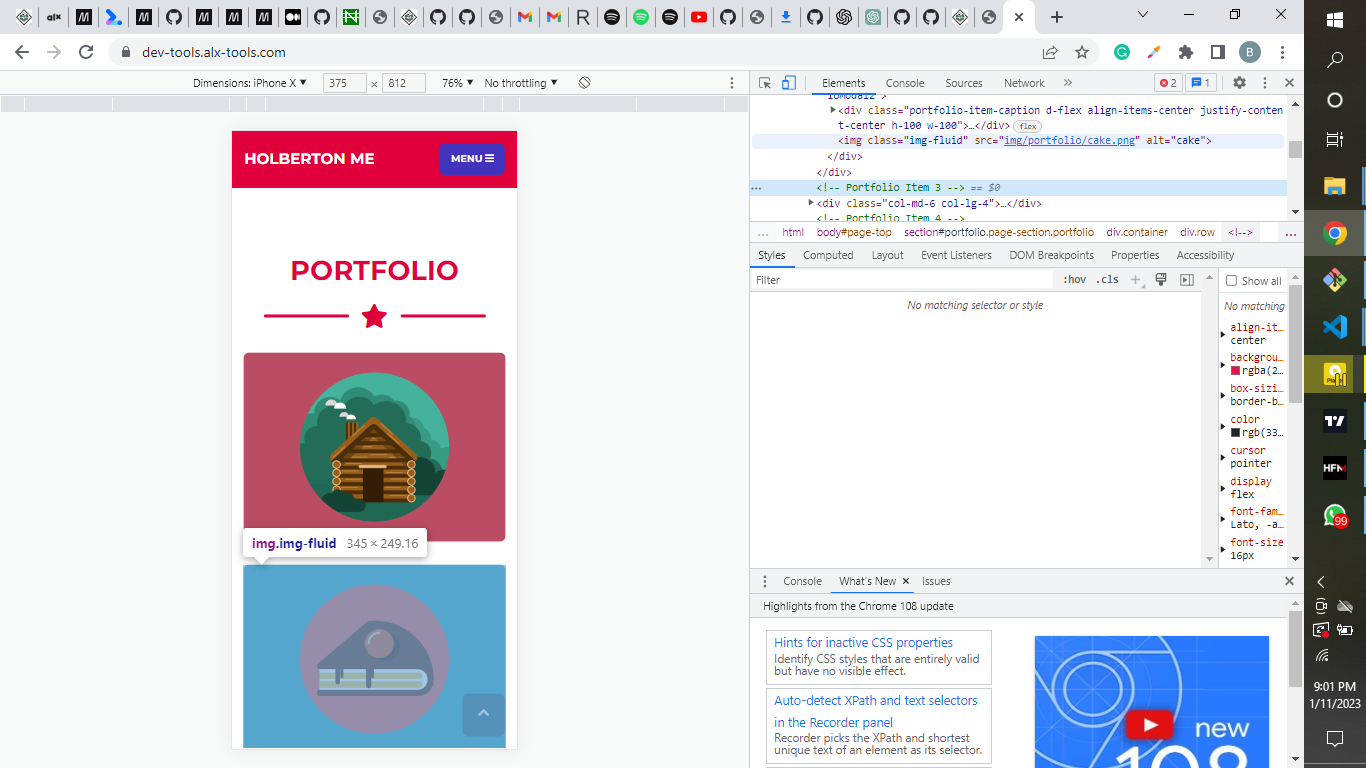 alx
dev-tools.alx-tools.com
B
Dimensions: iPhone X ▼ 375 × 812 76% ▼ No throttling ▼
HOLBERTON ME
MENU
PORTFOLIO
img.img-fluid 345 × 249.16
Elements Console Sources Network » 2 1
<div class="portfolio-item-caption d-flex align-items-center justify-conten
t-center h-100 w-100">…</div> flex
<img class="img-fluid" src="img/portfolio/cake.png" alt="cake">
</div>
</div>
<!-- Portfolio Item 3 --> == $0
<div class="col-md-6 col-lg-4">…</div>
<!-- Portfolio Item 4 -->
… html body#page-top section#portfolio.page-section.portfolio div.container div.row <!--> …
Styles Computed Layout Event Listeners DOM Breakpoints Properties Accessibility
Filter :hov .cls
No matching selector or style
Show all
No matching
align-it…
center
backgrou…
rgba(2…
box-sizi…
border-b…
color
rgb(33…
cursor
pointer
display
flex
font-fam…
Lato, -a…
font-size
16px
Console What's New × Issues
Highlights from the Chrome 108 update
Hints for inactive CSS properties
Identify CSS styles that are entirely valid
but have no visible effect.
Auto-detect XPath and text selectors
in the Recorder panel
Recorder picks the XPath and shortest
unique text of an element as its selector.
new
108
HFM
99
9:01 PM
1/11/2023